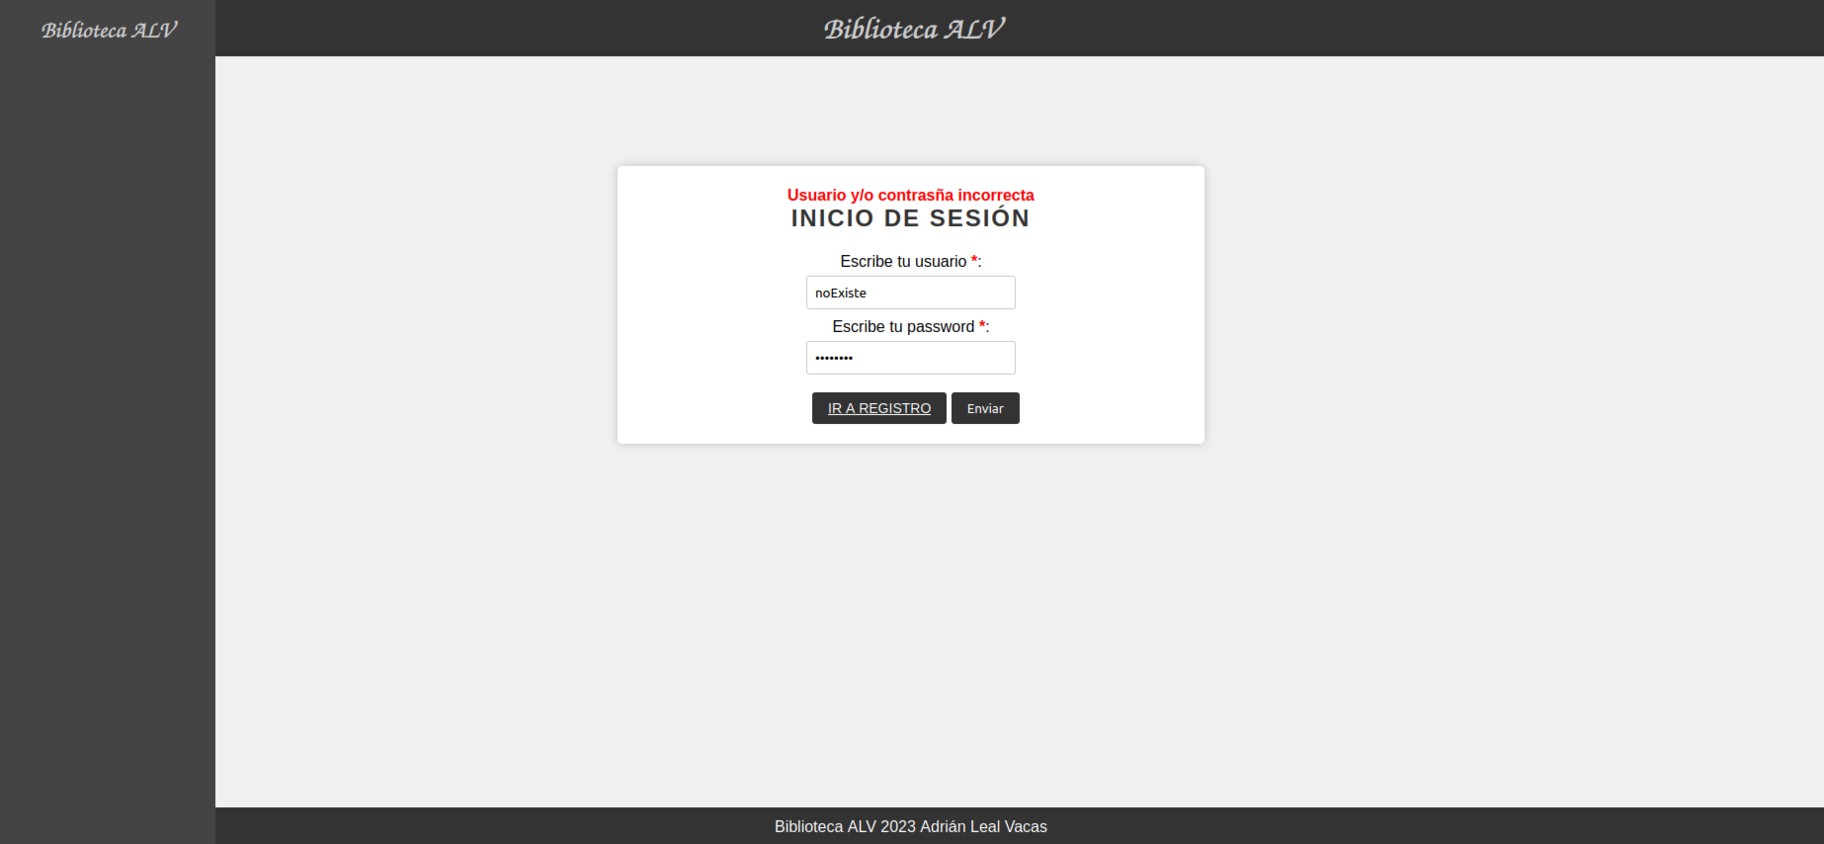 Biblioteca ALV
Biblioteca ALV
Usuario y/o contrasña incorrecta
INICIO DE SESIÓN
Escribe tu usuario *:
noExiste
Escribe tu password *:
••••••••
IR A REGISTRO Enviar
Biblioteca ALV 2023 Adrián Leal Vacas